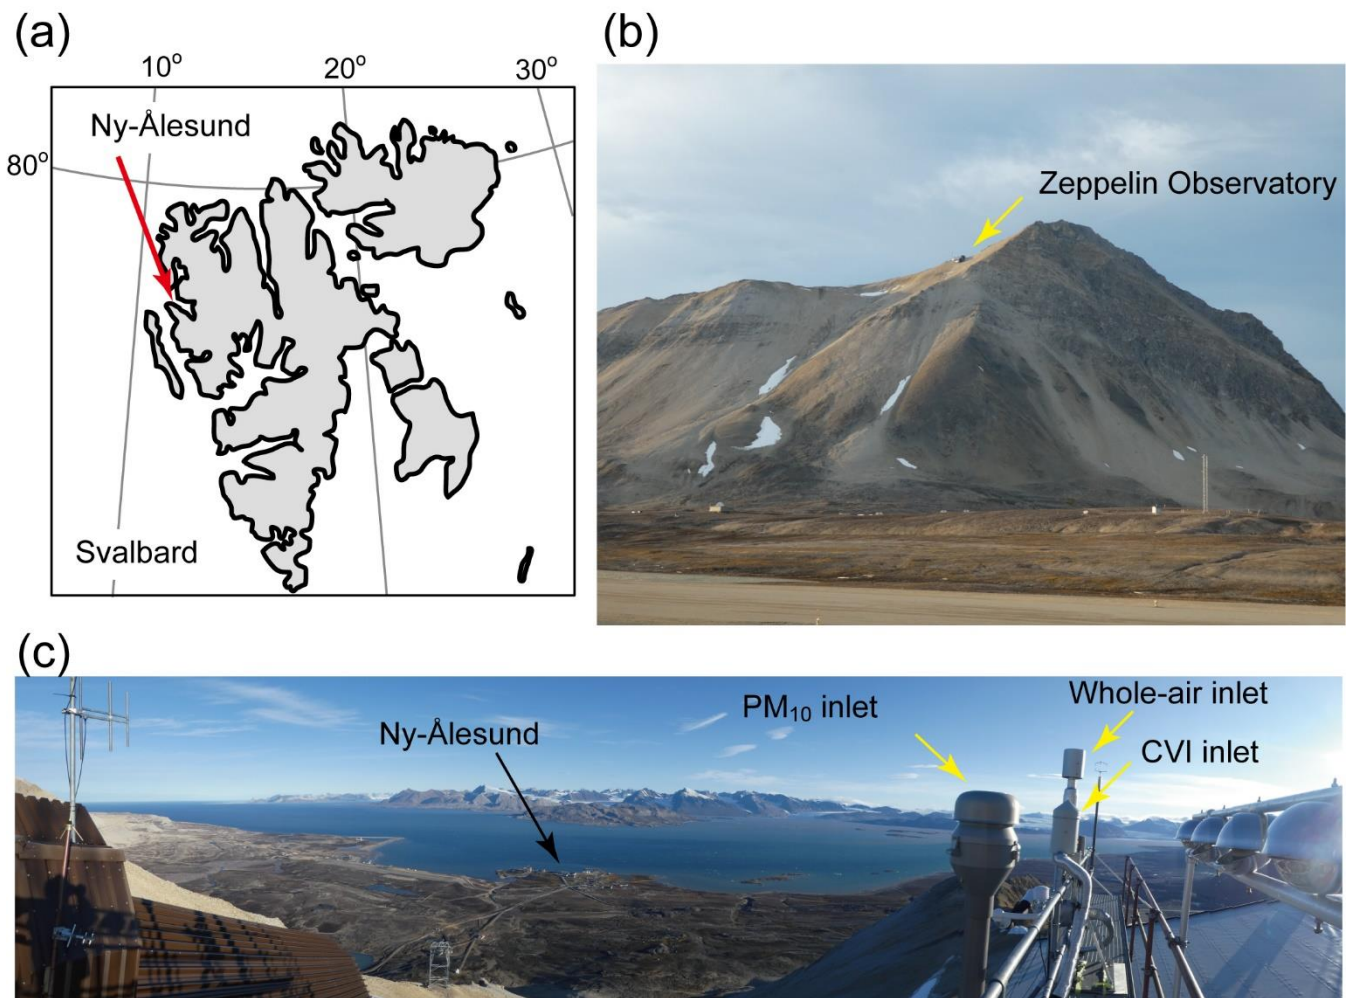 (a)
10° 20° 30°
Ny-Ålesund
80°
Svalbard
(b)
Zeppelin Observatory
(c)
Ny-Ålesund
PM₁₀ inlet
Whole-air inlet
CVI inlet